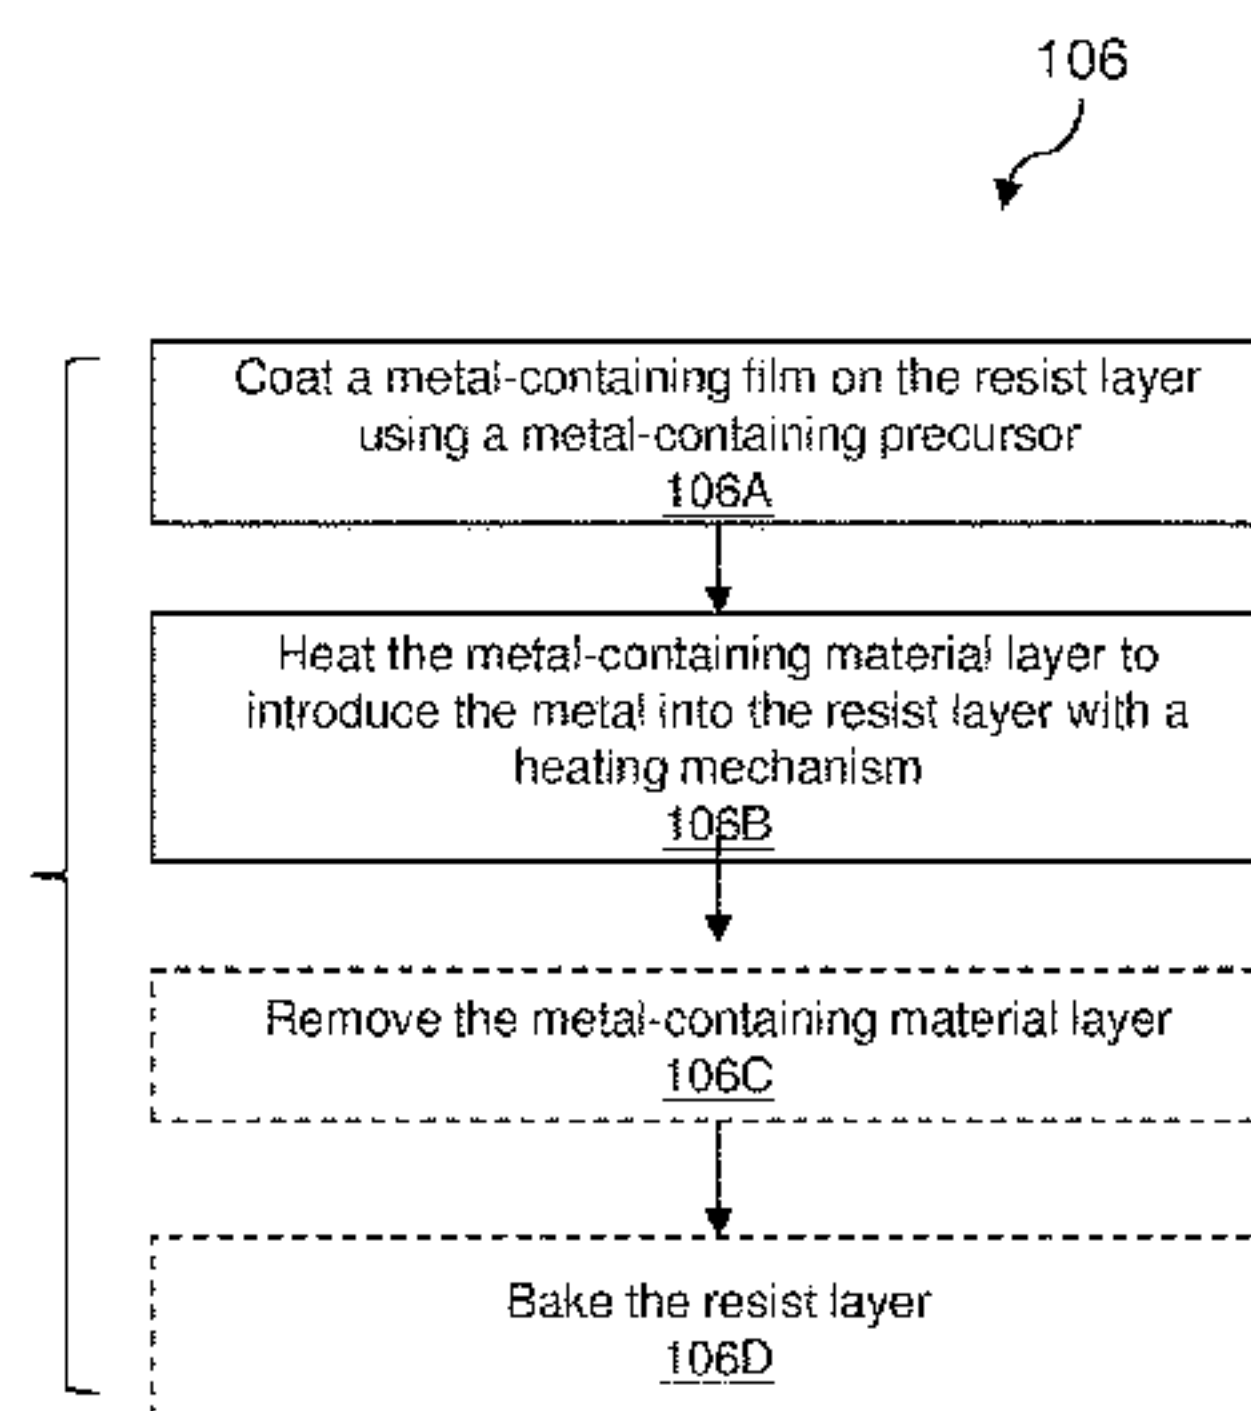 106
Coat a metal-containing film on the resist layer
using a metal-containing precursor
106A
Heat the metal-containing material layer to
introduce the metal into the resist layer with a
heating mechanism
106B
Remove the metal-containing material layer
106C
Bake the resist layer
106D